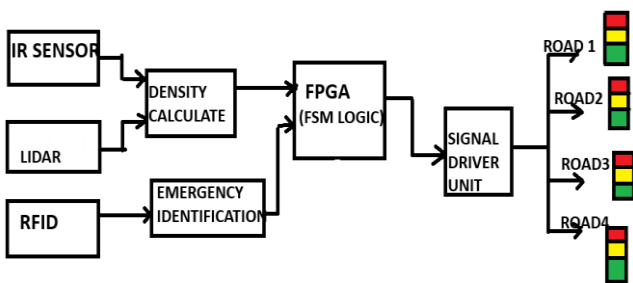 IR SENSOR
LIDAR
RFID
DENSITY
CALCULATE
EMERGENCY
IDENTIFICATION
FPGA
(FSM LOGIC)
SIGNAL
DRIVER
UNIT
ROAD 1
ROAD2
ROAD3
ROAD4